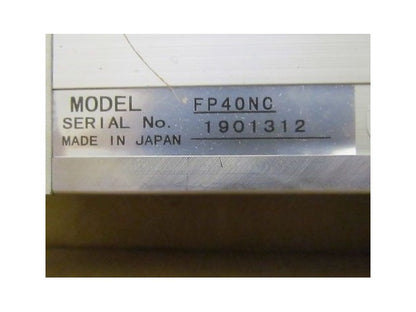 MODEL FP40NC
SERIAL No. 1901312
MADE IN JAPAN